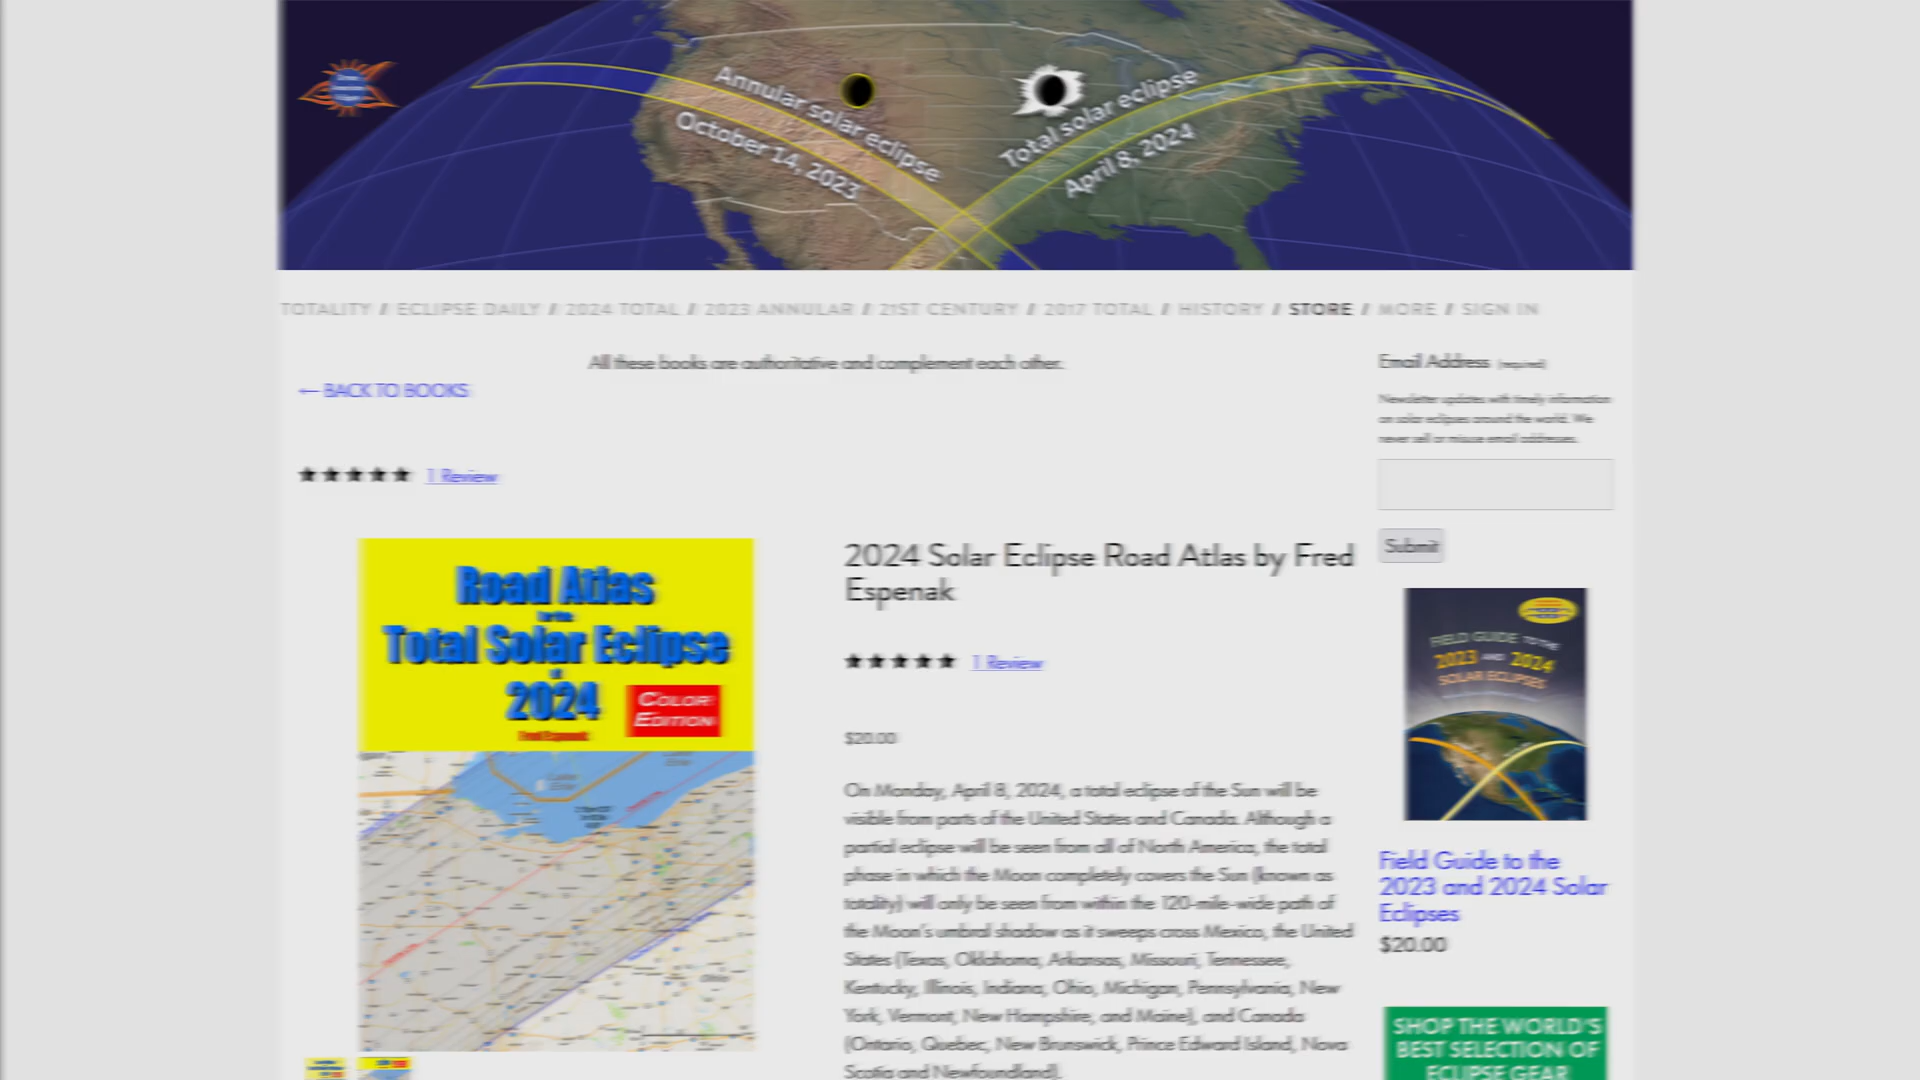 Annular solar eclipse
October 14, 2023
Total solar eclipse
April 8, 2024
TOTALITY // ECLIPSE DAILY // 2024 TOTAL // 2023 ANNULAR // 21ST CENTURY // 2017 TOTAL // HISTORY // STORE // MORE // SIGN IN
All these books are authoritative and complement each other.
← BACK TO BOOKS
★★★★★ 1 Review
Road Atlas
for the
Total Solar Eclipse
of
2024
COLOR
EDITION
Fred Espenak
2024 Solar Eclipse Road Atlas by Fred
Espenak
★★★★★ 1 Review
$20.00
On Monday, April 8, 2024, a total eclipse of the Sun will be
visible from parts of the United States and Canada. Although a
partial eclipse will be seen from all of North America, the total
phase in which the Moon completely covers the Sun (known as
totality) will only be seen from within the 120-mile-wide path of
the Moon's umbral shadow as it sweeps cross Mexico, the United
States (Texas, Oklahoma, Arkansas, Missouri, Tennessee,
Kentucky, Illinois, Indiana, Ohio, Michigan, Pennsylvania, New
York, Vermont, New Hampshire, and Maine), and Canada
(Ontario, Quebec, New Brunswick, Prince Edward Island, Nova
Scotia and Newfoundland).
Email Address (required)
Newsletter updates with timely information
on solar eclipses around the world. We
never sell or misuse email addresses.
Submit
FIELD GUIDE TO THE
2023 AND 2024
SOLAR ECLIPSES
Field Guide to the
2023 and 2024 Solar
Eclipses
$20.00
SHOP THE WORLD'S
BEST SELECTION OF
ECLIPSE GEAR